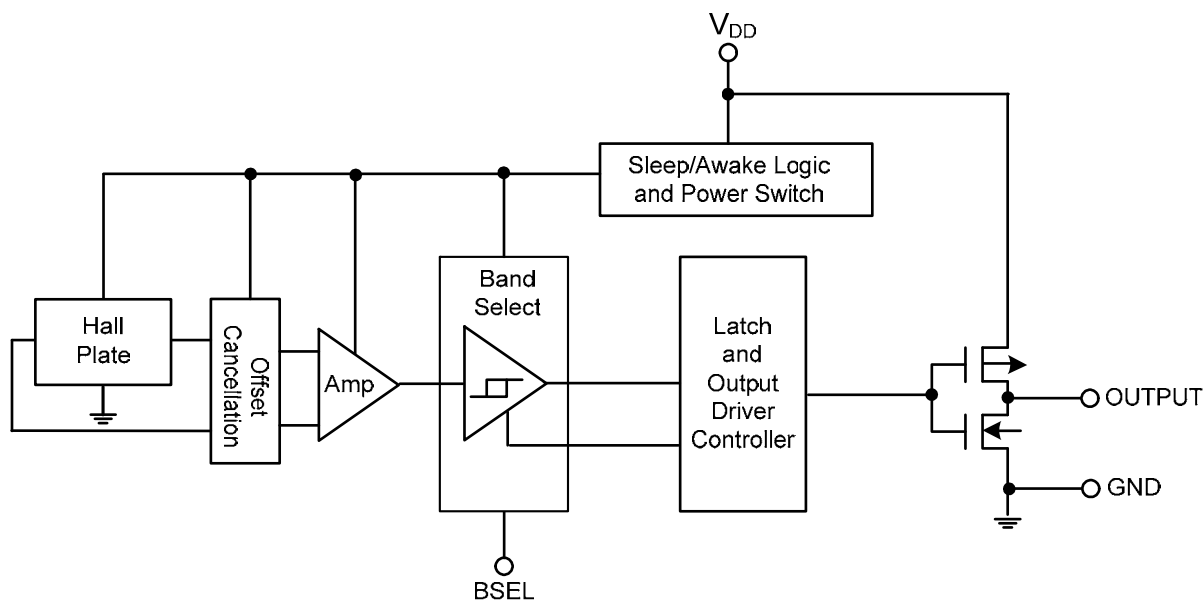 VDD
Sleep/Awake Logic
and Power Switch
Band
Select
Hall
Plate
Offset
Cancellation
Amp
Latch
and
Output
Driver
Controller
OUTPUT
GND
BSEL